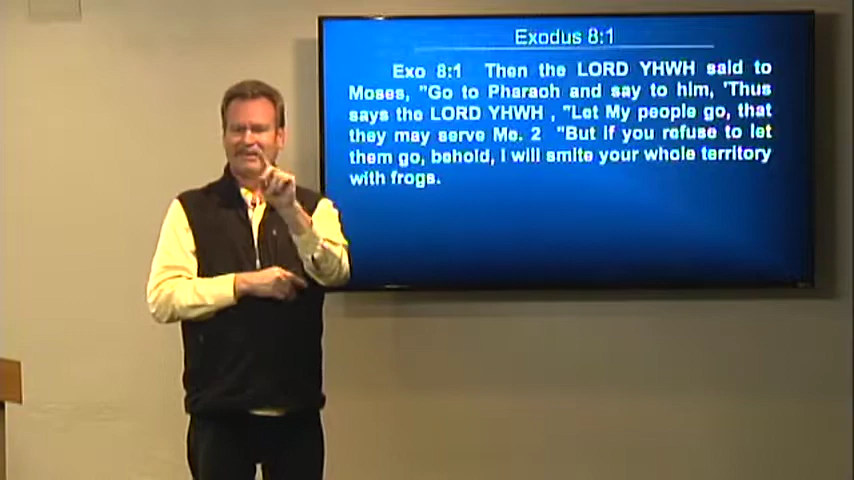 Exodus 8:1
Exo 8:1 Then the LORD YHWH said to
Moses, "Go to Pharaoh and say to him, 'Thus
says the LORD YHWH , "Let My people go, that
they may serve Me. 2 "But if you refuse to let
them go, behold, I will smite your whole territory
with frogs.